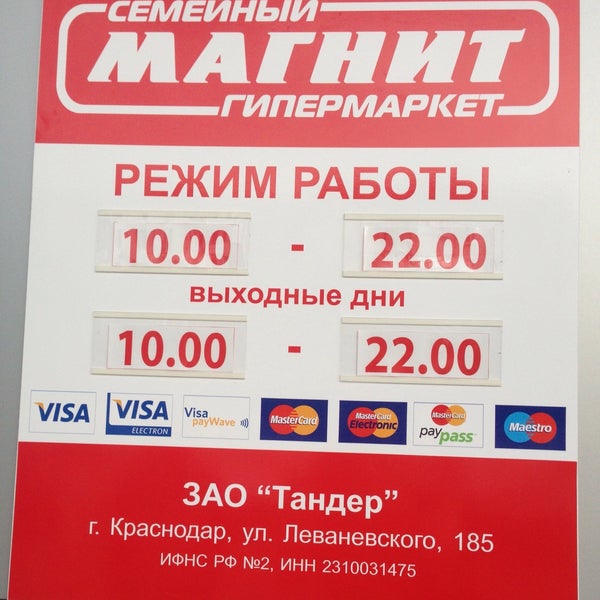 СЕМЕЙНЫЙ
МАГНИТ
ГИПЕРМАРКЕТ
РЕЖИМ РАБОТЫ
10.00 - 22.00
выходные дни
10.00 - 22.00
VISA VISA ELECTRON Visa payWave MasterCard MasterCard Electronic MasterCard paypass Maestro
ЗАО “Тандер”
г. Краснодар, ул. Леваневского, 185
ИФНС РФ №2, ИНН 2310031475